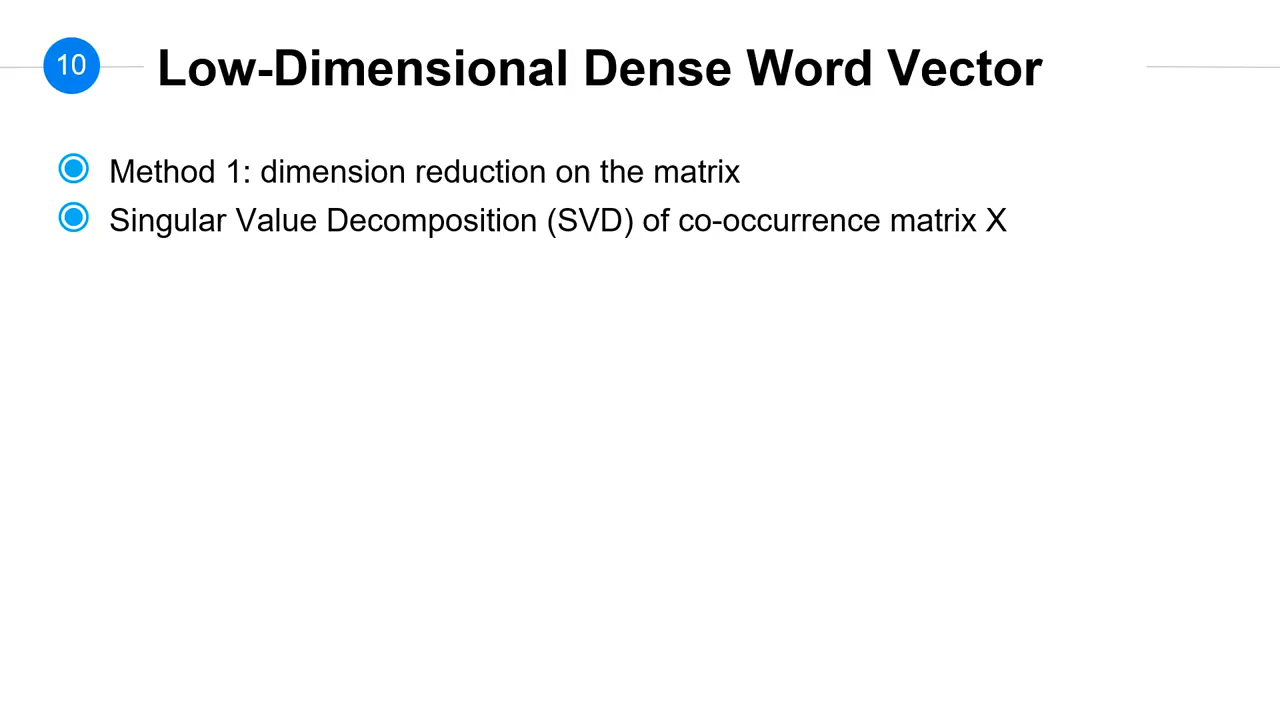 10
Low-Dimensional Dense Word Vector
Method 1: dimension reduction on the matrix
Singular Value Decomposition (SVD) of co-occurrence matrix X